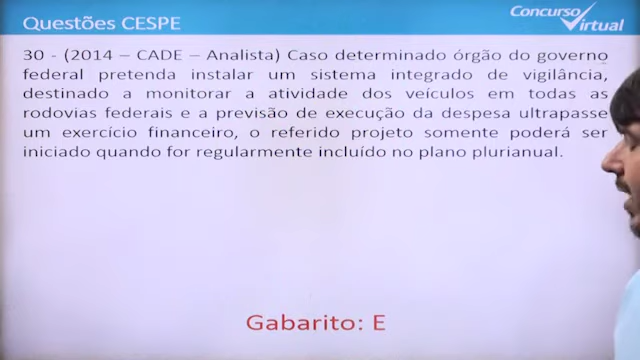 Questões CESPE
Concurso
Virtual
30 - (2014 – CADE – Analista) Caso determinado órgão do governo
federal pretenda instalar um sistema integrado de vigilância,
destinado a monitorar a atividade dos veículos em todas as
rodovias federais e a previsão de execução da despesa ultrapasse
um exercício financeiro, o referido projeto somente poderá ser
iniciado quando for regularmente incluído no plano plurianual.
Gabarito: E